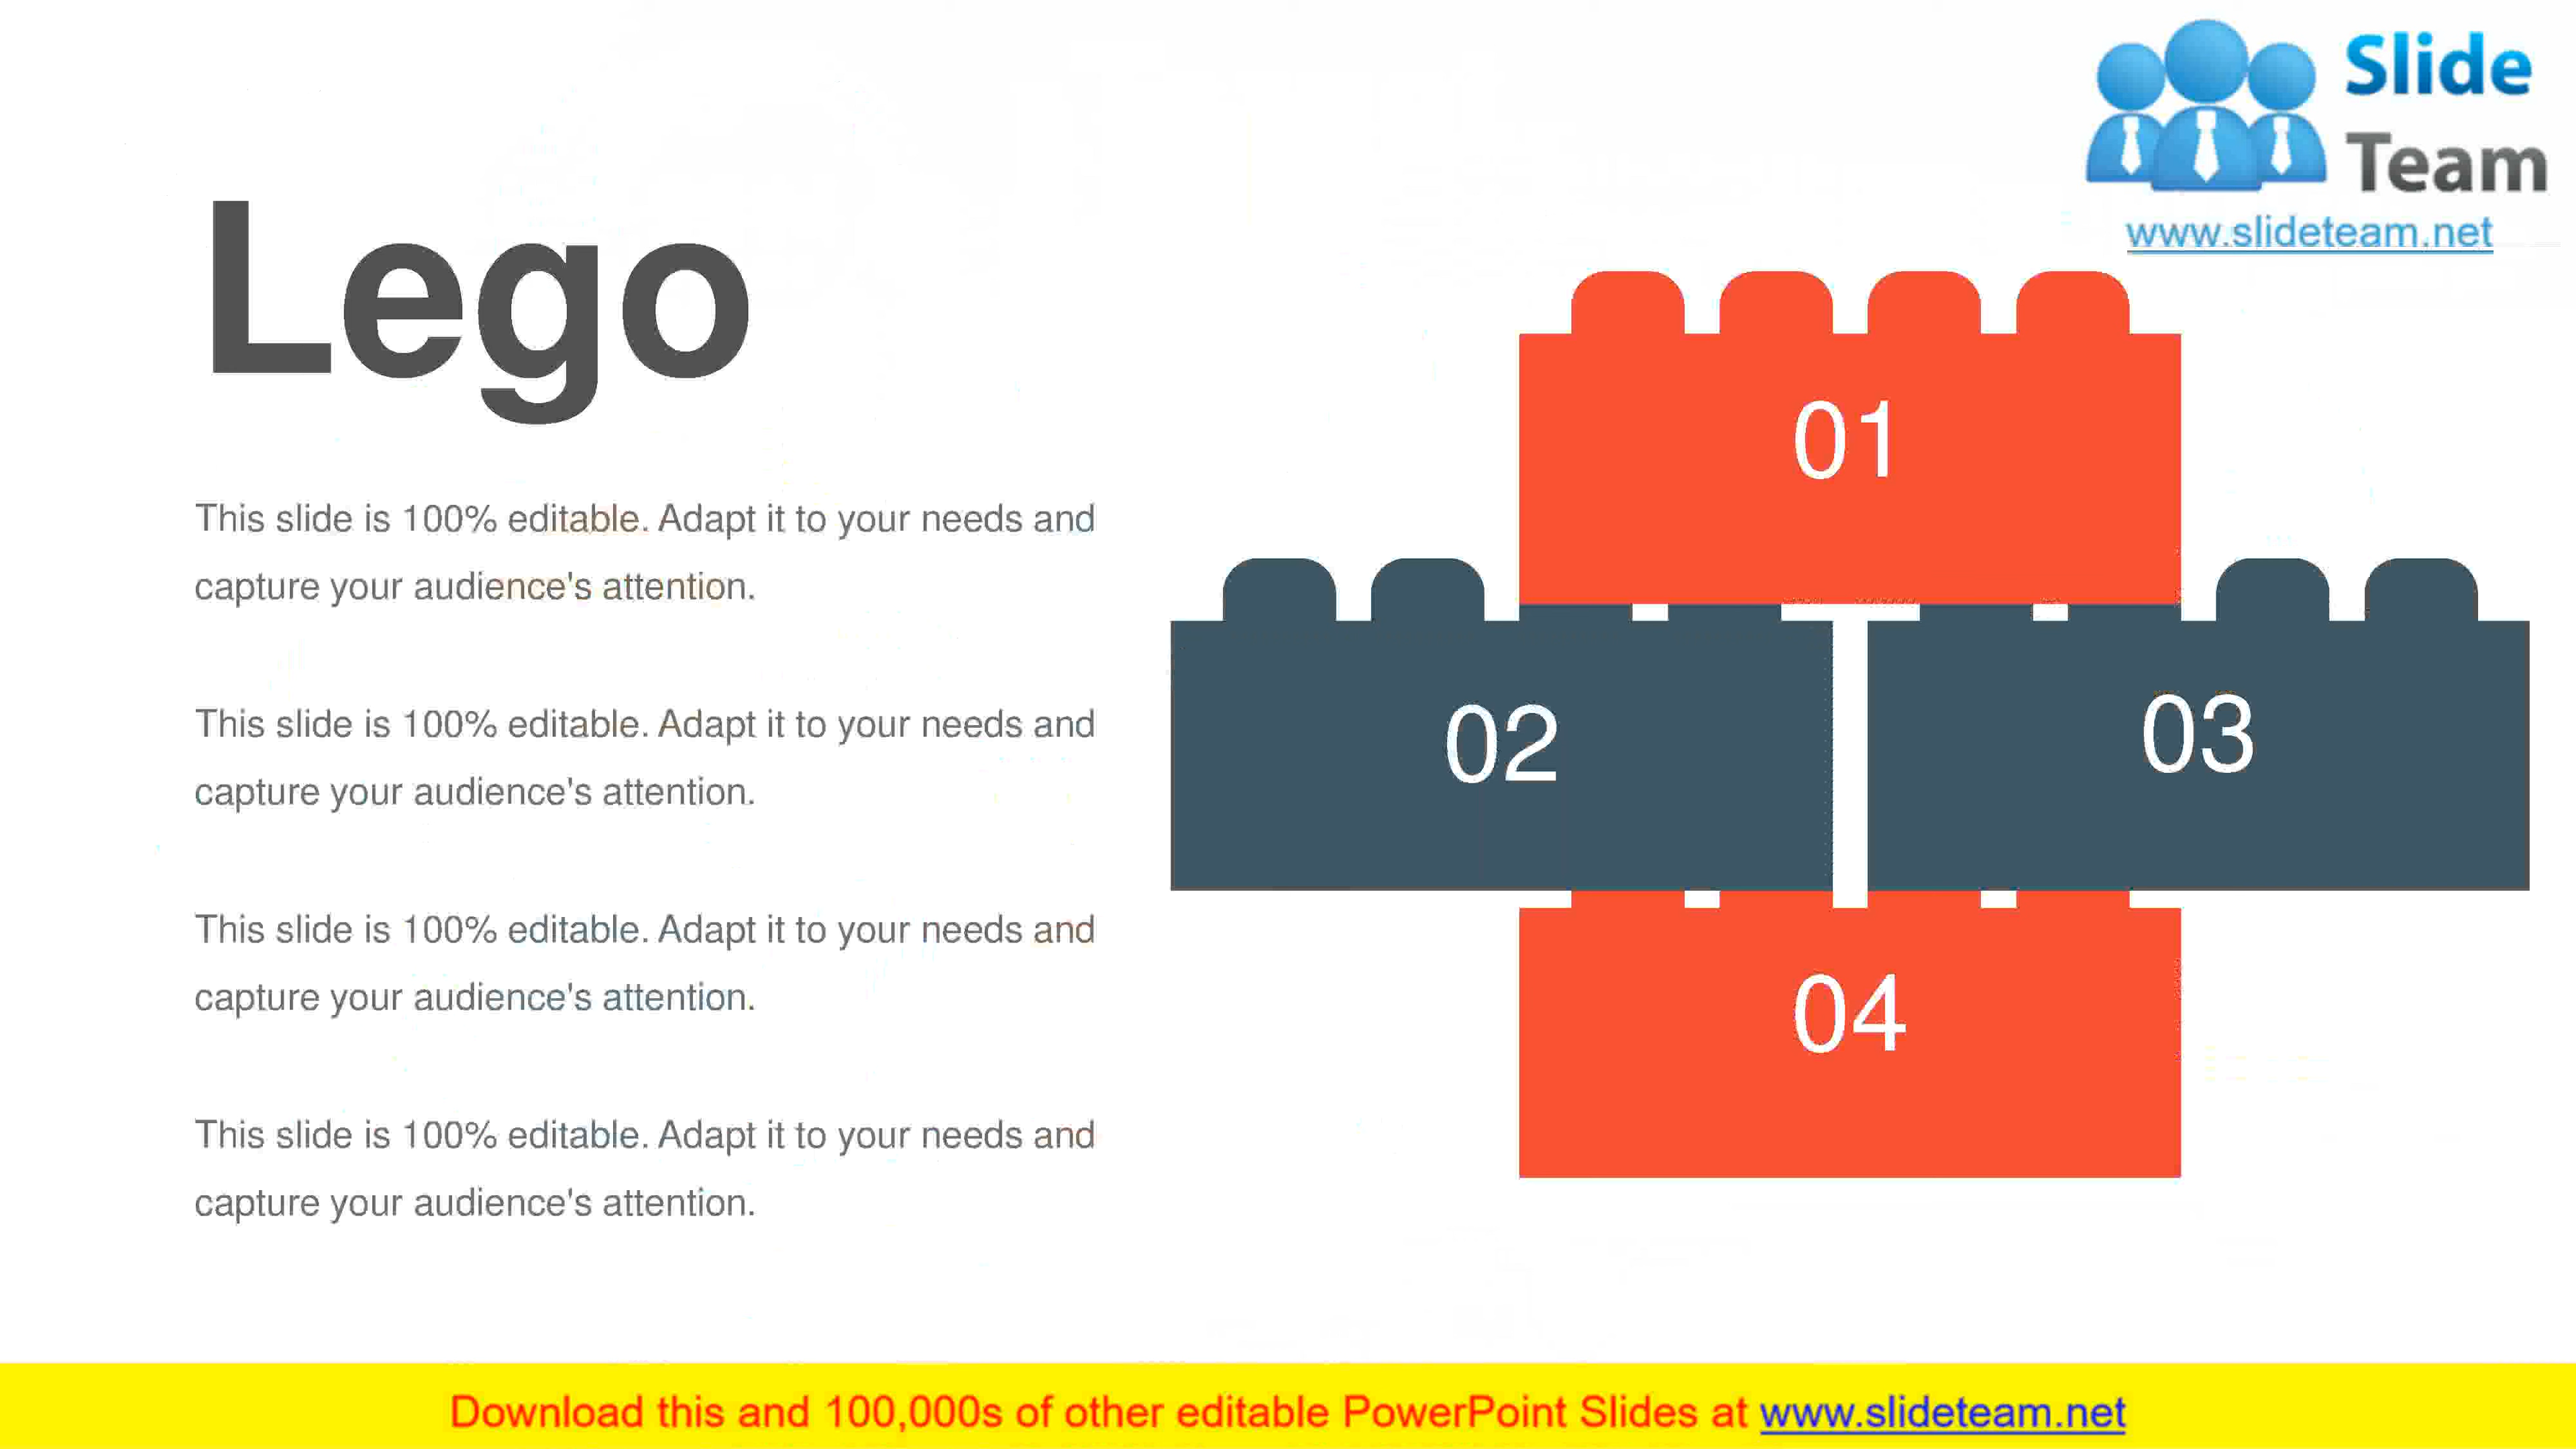 Slide
Team
www.slideteam.net
Lego
This slide is 100% editable. Adapt it to your needs and
capture your audience's attention.
This slide is 100% editable. Adapt it to your needs and
capture your audience's attention.
This slide is 100% editable. Adapt it to your needs and
capture your audience's attention.
This slide is 100% editable. Adapt it to your needs and
capture your audience's attention.
01
02
03
04
Download this and 100,000s of other editable PowerPoint Slides at www.slideteam.net